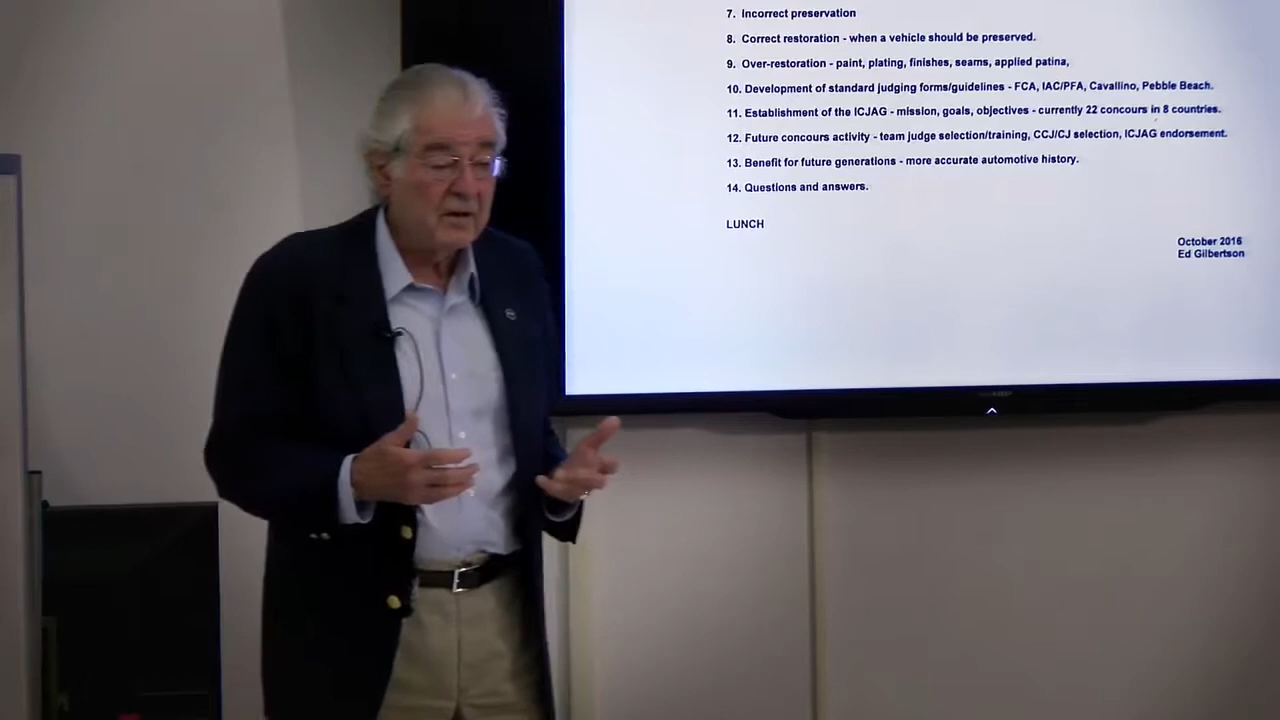 7. Incorrect preservation
8. Correct restoration - when a vehicle should be preserved.
9. Over-restoration - paint, plating, finishes, seams, applied patina,
10. Development of standard judging forms/guidelines - FCA, IAC/PFA, Cavallino, Pebble Beach.
11. Establishment of the ICJAG - mission, goals, objectives - currently 22 concours in 8 countries.
12. Future concours activity - team judge selection/training, CCJ/CJ selection, ICJAG endorsement.
13. Benefit for future generations - more accurate automotive history.
14. Questions and answers.
LUNCH
October 2016
Ed Gilbertson